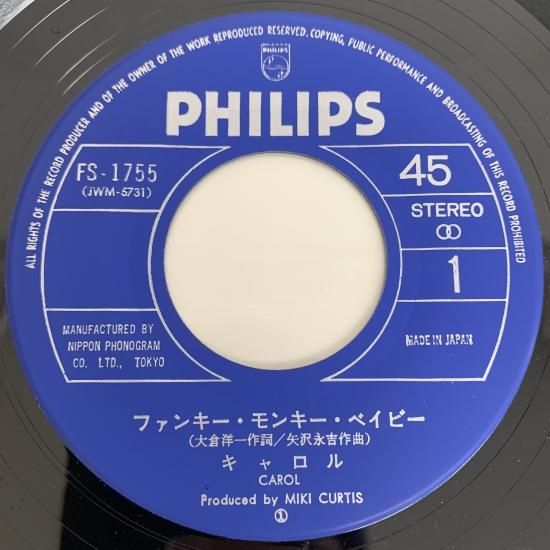 ALL RIGHTS OF THE RECORD PRODUCER AND OF THE OWNER OF THE WORK REPRODUCED RESERVED. COPYING, PUBLIC PERFORMANCE AND BROADCASTING OF THIS RECORD PROHIBITED
PHILIPS
PHILIPS
FS-1755
(JWM-5731)
45
STEREO
1
MANUFACTURED BY
NIPPON PHONOGRAM
CO. LTD., TOKYO
MADE IN JAPAN
ファンキー・モンキー・ベイビー
(大倉洋一作詞／矢沢永吉作曲)
キャロル
CAROL
Produced by MIKI CURTIS
①